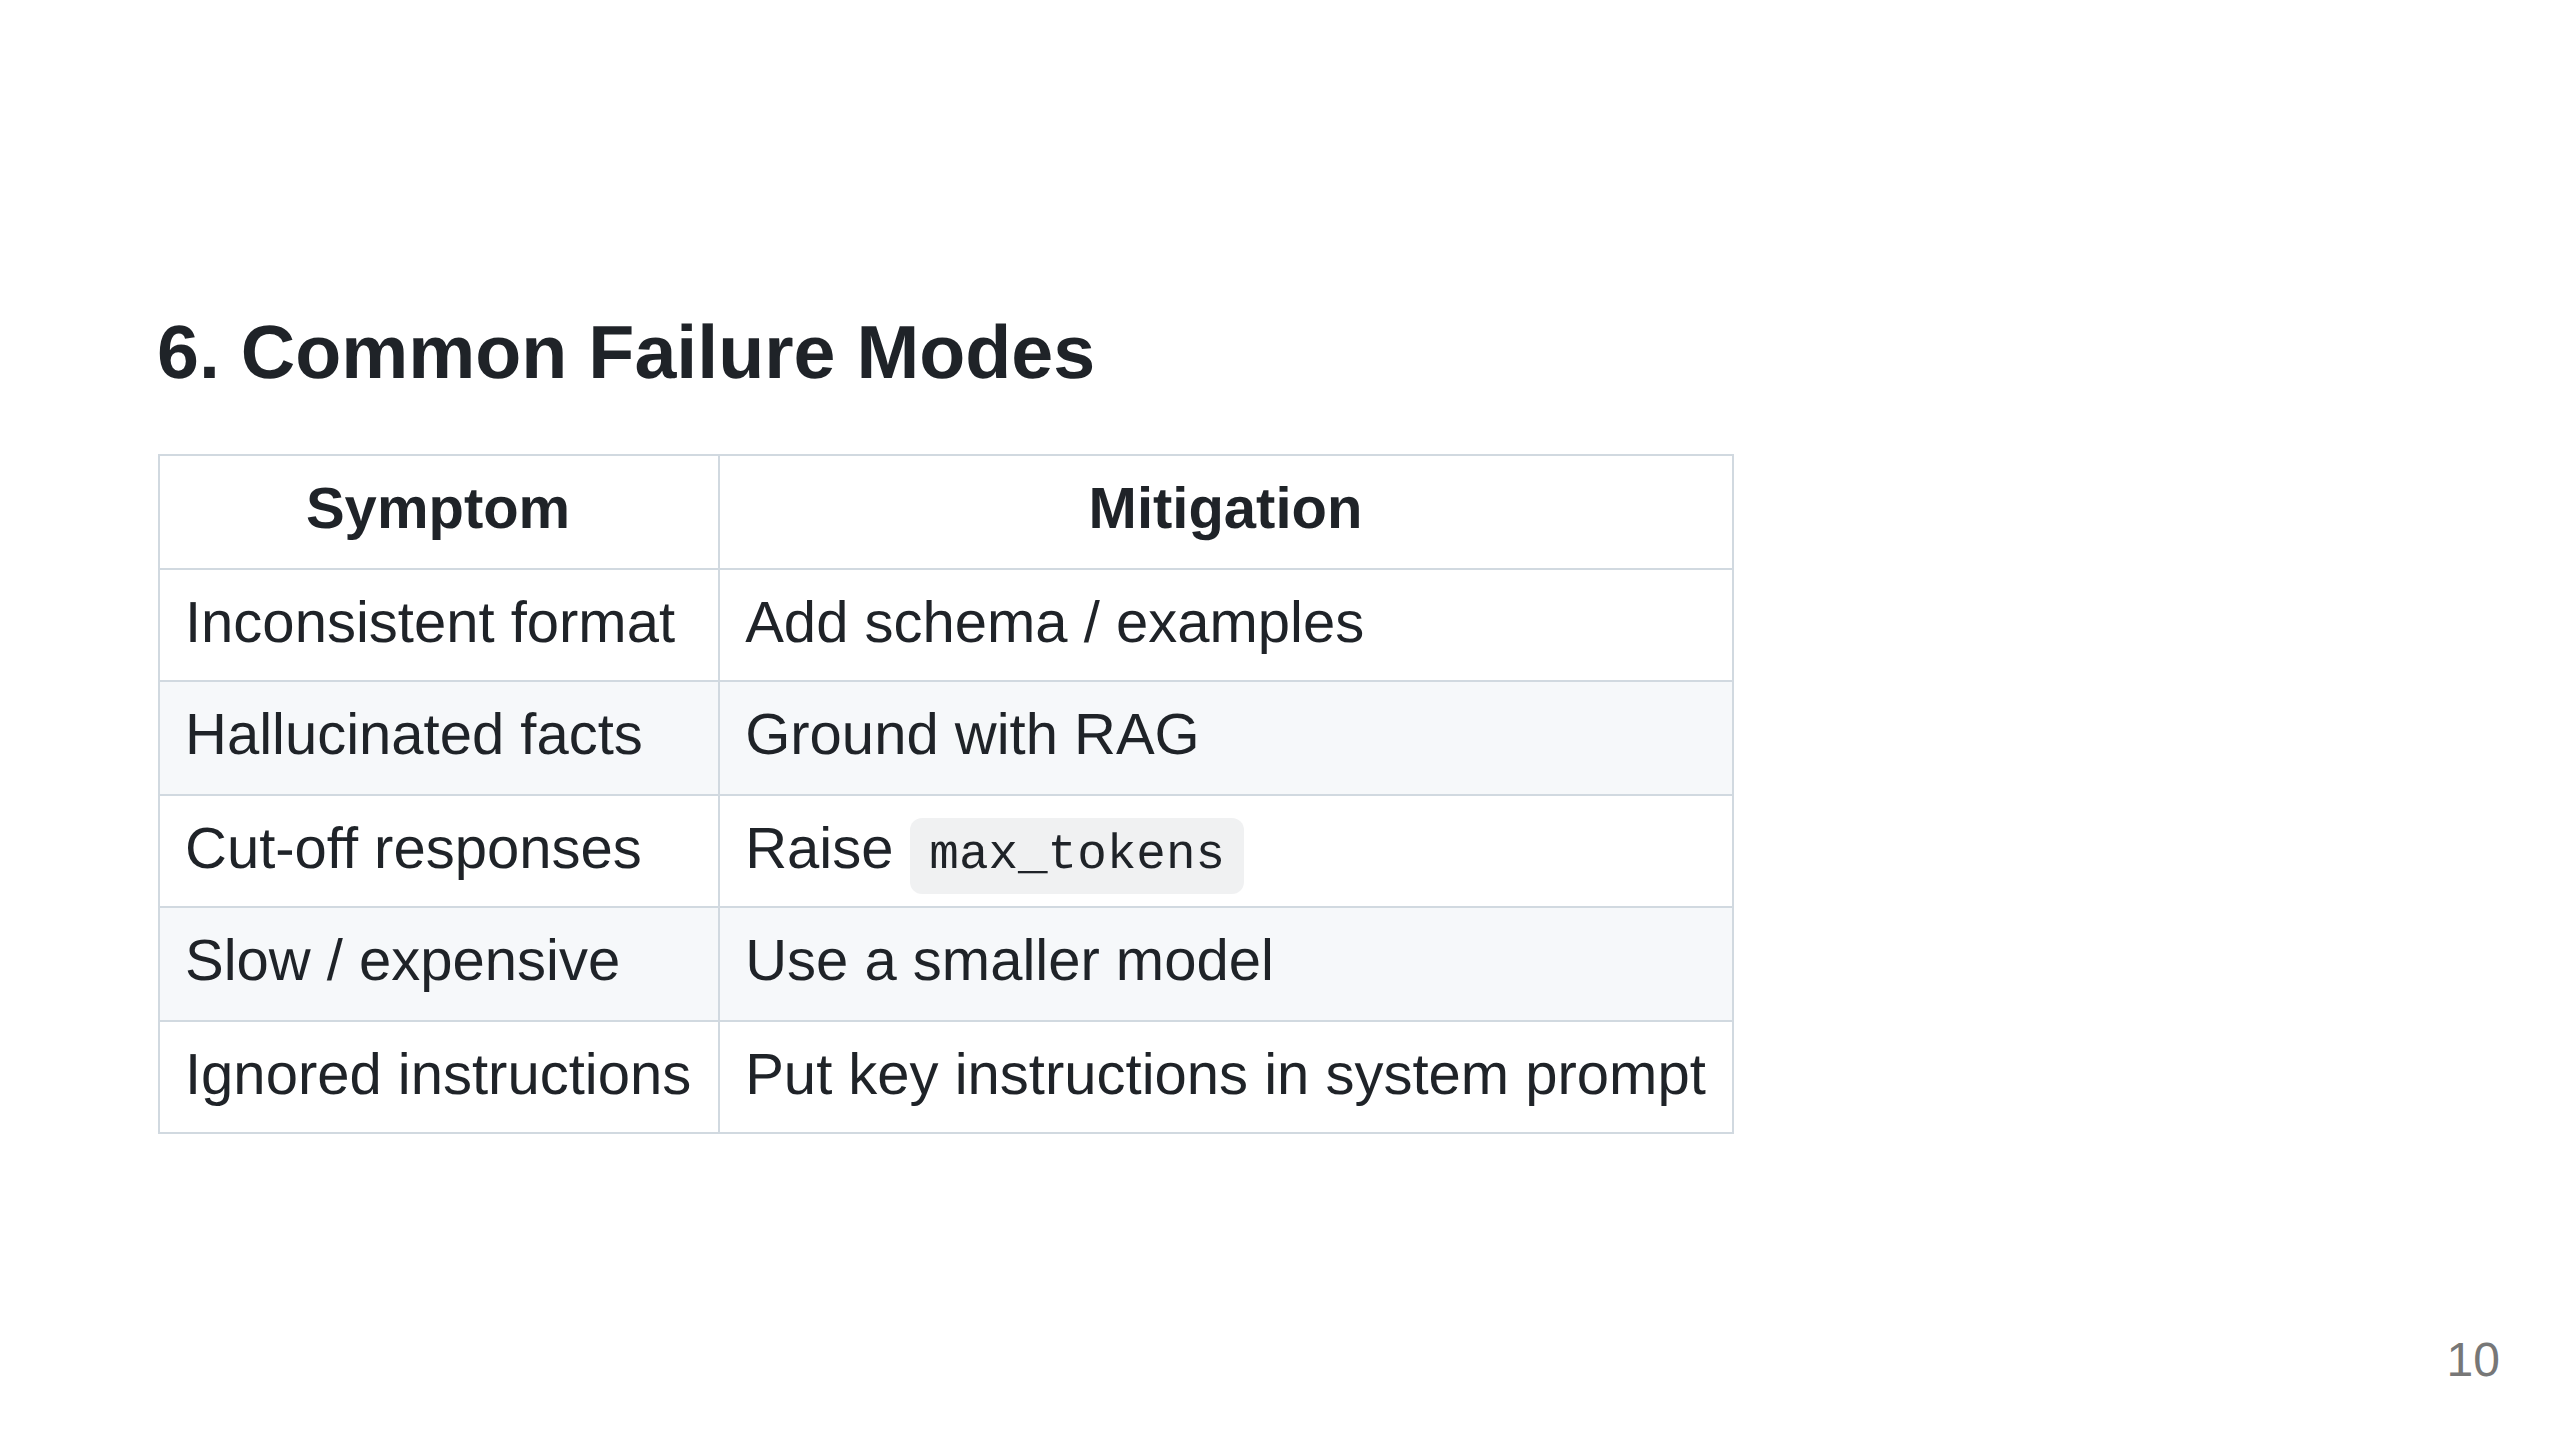 6. Common Failure Modes
Symptom Mitigation
Inconsistent format Add schema / examples
Hallucinated facts Ground with RAG
Cut-off responses Raise max_tokens
Slow / expensive Use a smaller model
Ignored instructions Put key instructions in system prompt
10